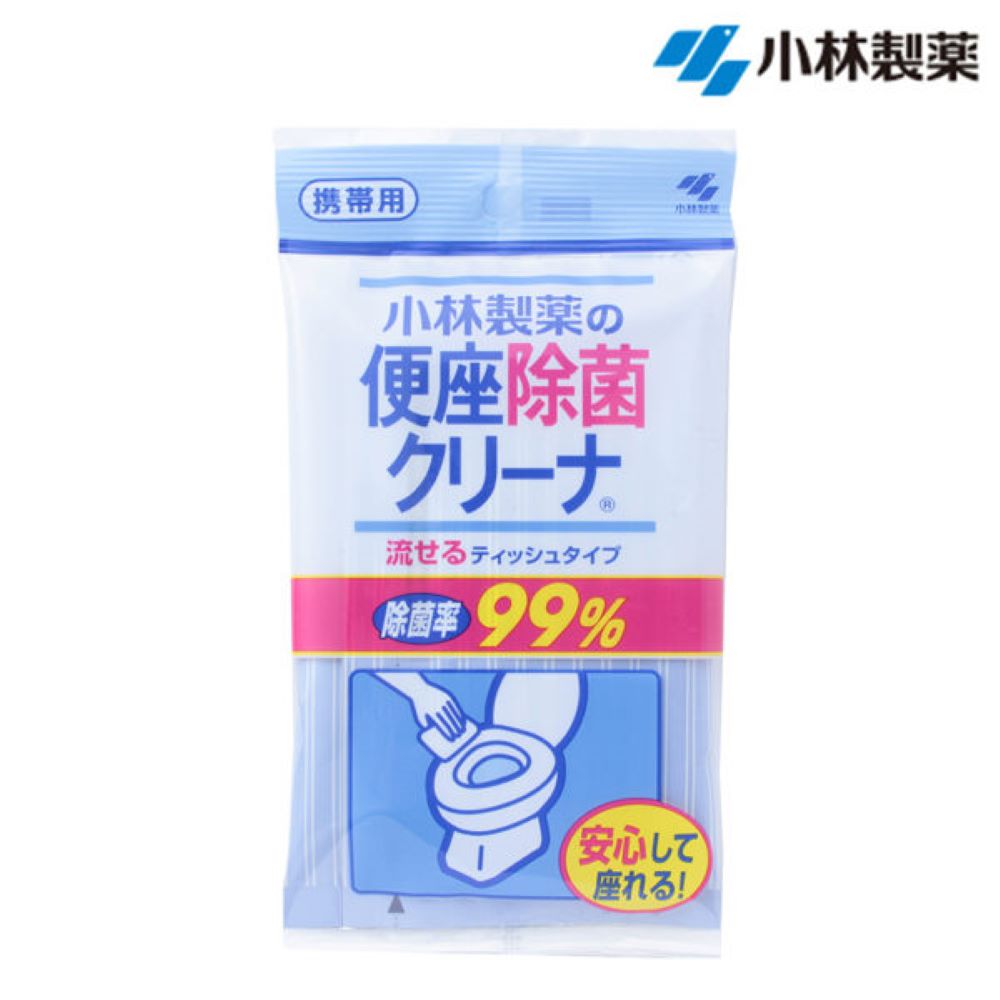 小林製薬
携帯用
小林製薬
小林製薬の
便座除菌
クリーナ®
流せるティッシュタイプ
除菌率 99%
安心して
座れる!